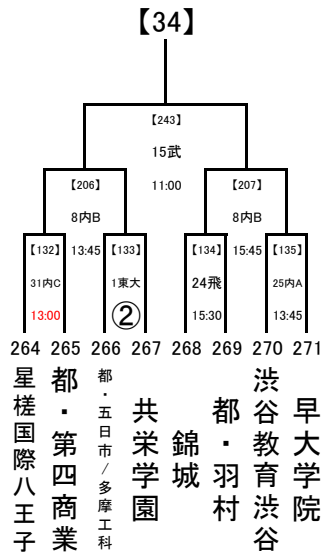 【34】
【243】
15武
11:00
【206】 【207】
8内B 8内B
13:45 15:45
【132】 【133】 【134】 【135】
31内C 1東大 24飛 25内A
13:00 ② 15:30 13:45
264 265 266 267 268 269 270 271
星槎国際八王子
都・第四商業
都・五日市/多摩工科
共栄学園
錦城
都・羽村
渋谷教育渋谷
早大学院